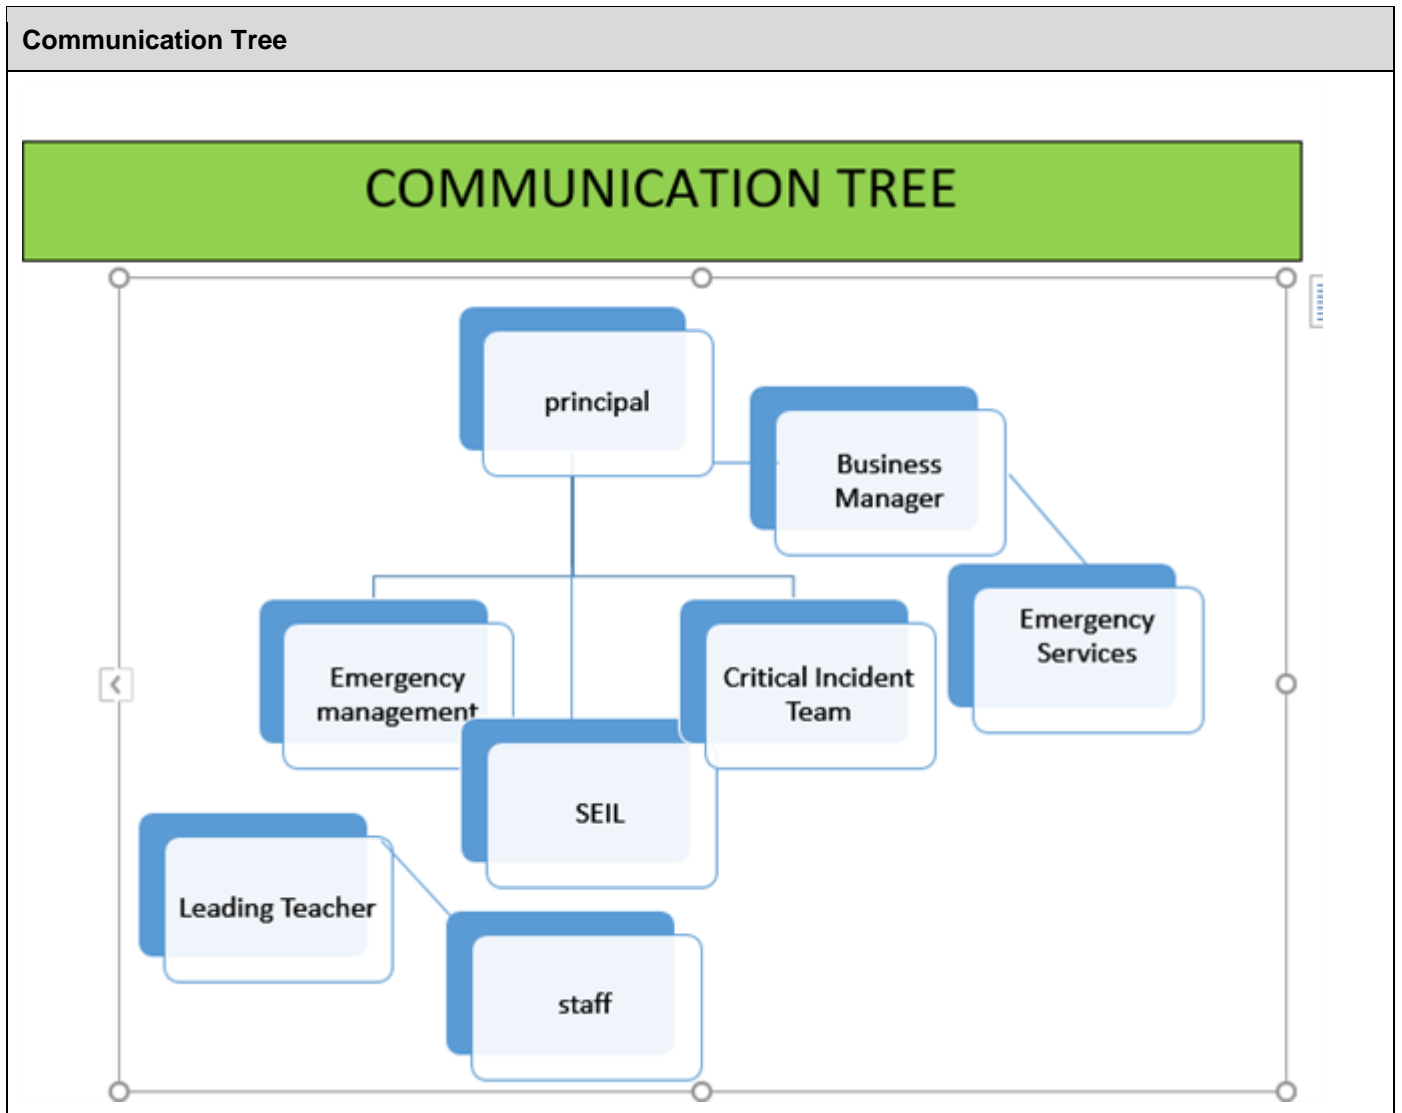 Communication Tree
COMMUNICATION TREE
principal
Business
Manager
Emergency
Services
Emergency
management
Critical Incident
Team
SEIL
Leading Teacher
staff